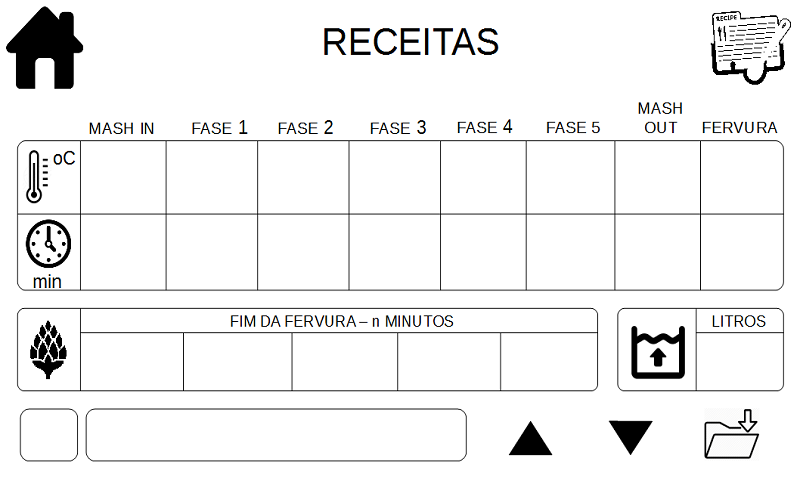 RECEITAS
RECIPE
MASH IN FASE 1 FASE 2 FASE 3 FASE 4 FASE 5 MASH OUT FERVURA
oC
min
FIM DA FERVURA – n MINUTOS
LITROS